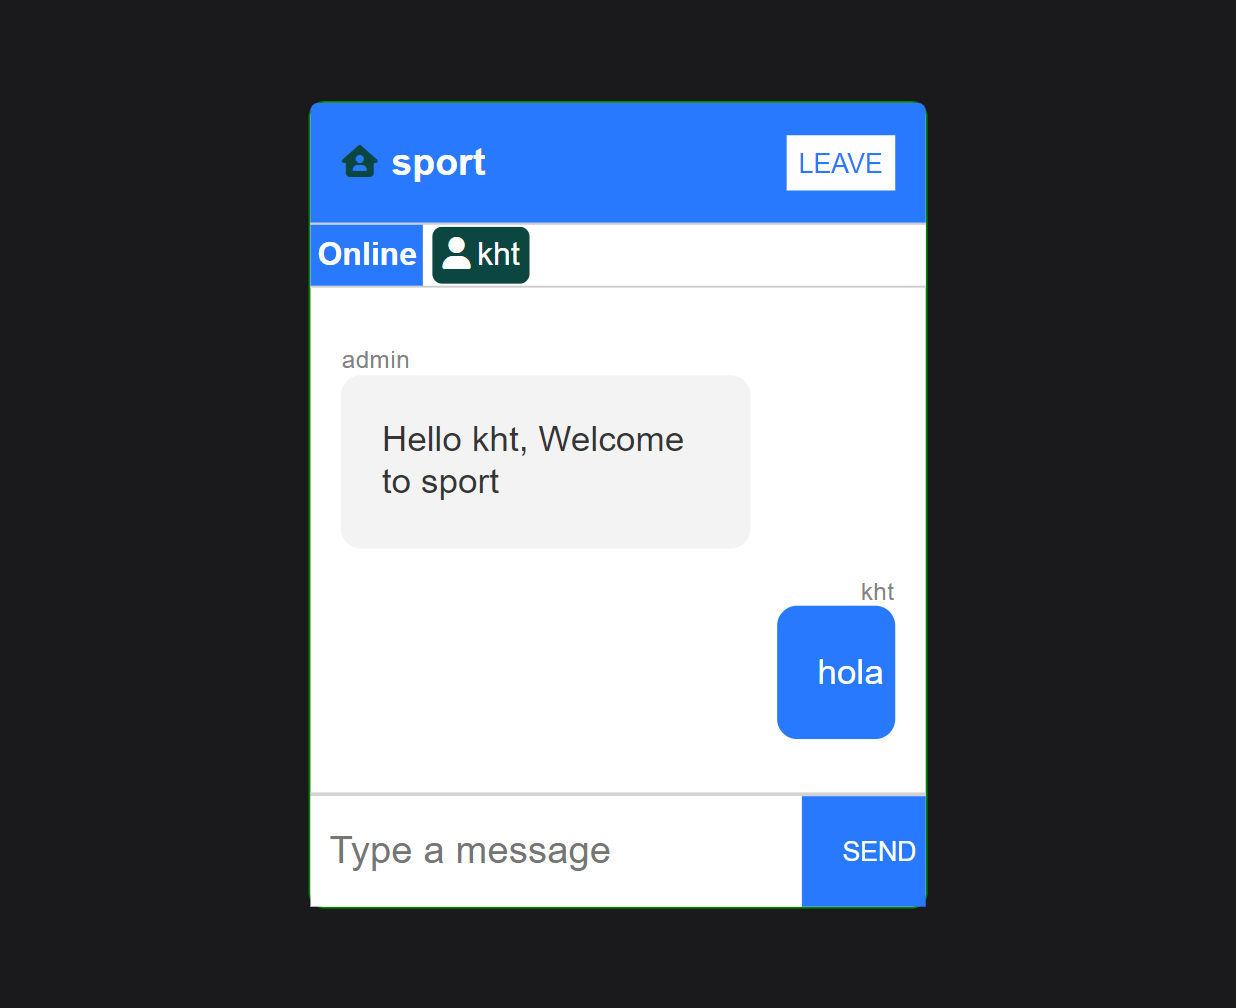 sport
LEAVE
Online
kht
admin
Hello kht, Welcome
to sport
kht
hola
Type a message
SEND